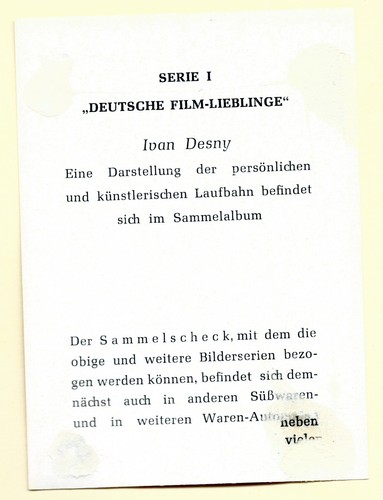 SERIE I
„DEUTSCHE FILM-LIEBLINGE“
Ivan Desny
Eine Darstellung der persönlichen
und künstlerischen Laufbahn befindet
sich im Sammelalbum
Der Sammelscheck, mit dem die
obige und weitere Bilderserien bezo-
gen werden können, befindet sich dem-
nächst auch in anderen Süßwaren-
und in weiteren Waren-
neben